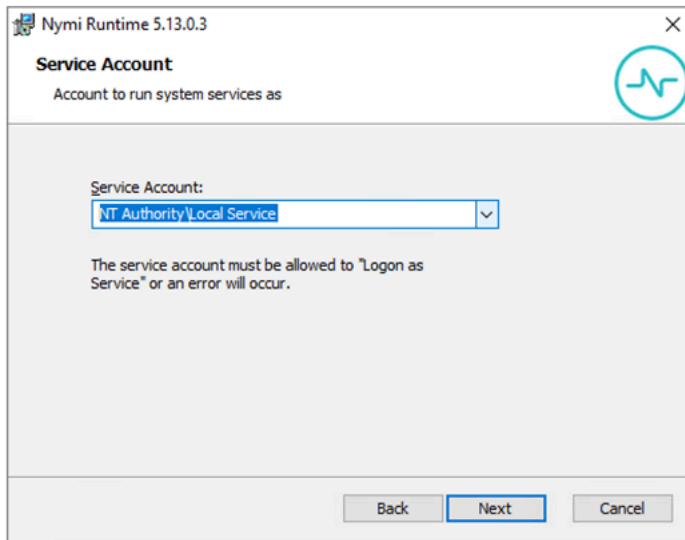 Nymi Runtime 5.13.0.3
Service Account
Account to run system services as
Service Account:
NT Authority\Local Service
The service account must be allowed to "Logon as
Service" or an error will occur.
Back Next Cancel